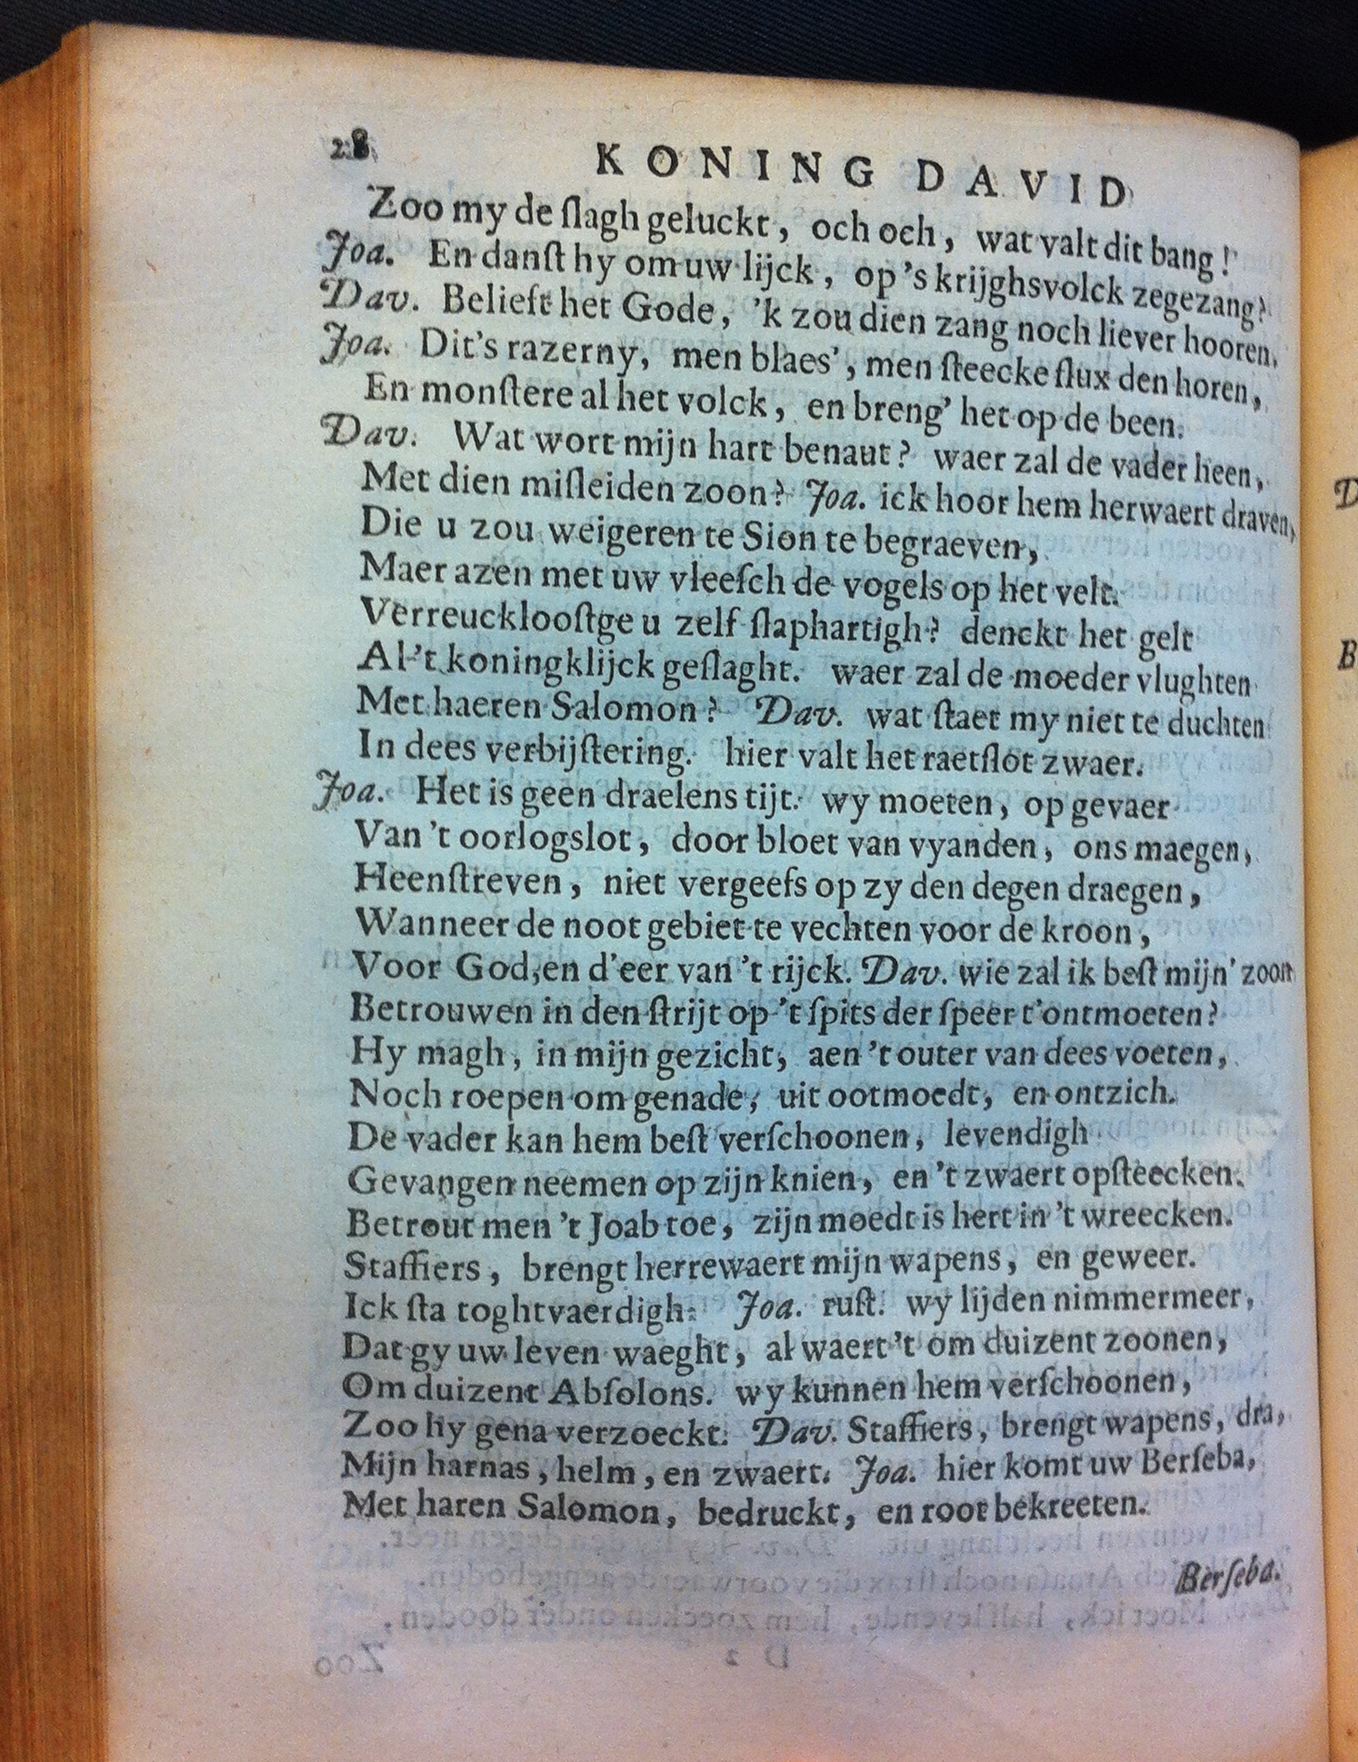 28 KONING DAVID
Zoo my de ſlagh geluckt, och och, wat valt dit bang!
Joa. En danſt hy om uw lijck, op 's krijghsvolck zegezang?
Dav. Belieft het Gode, 'k zou dien zang noch liever hooren.
Joa. Dit's razerny, men blaes', men ſteecke flux den horen,
En monſtere al het volck, en breng' het op de been.
Dav. Wat wort mijn hart benaut? waer zal de vader heen,
Met dien miſleiden zoon? Joa. ick hoor hem herwaert draven,
Die u zou weigeren te Sion te begraeven,
Maer azen met uw vleeſch de vogels op het velt.
Verreuckelooſtge u zelf ſlaphartigh? denckt het gelt
Al 't koningklijck geſlaght. waer zal de moeder vlughten
Met haeren Salomon? Dav. wat ſtaet my niet te duchten
In dees verbijſtering. hier valt het raetſlot zwaer.
Joa. Het is geen draelens tijt. wy moeten, op gevaer
Van 't oorlogslot, door bloet van vyanden, ons maegen,
Heenſtreven, niet vergeefs op zy den degen draegen,
Wanneer de noot gebiet te vechten voor de kroon,
Voor God, en d'eer van 't rijck. Dav. wie zal ik beſt mijn' zoon
Betrouwen in den ſtrijt op 't ſpits der ſpeer t'ontmoeten?
Hy magh, in mijn gezicht, aen 't outer van dees voeten,
Noch roepen om genade, uit ootmoedt, en ontzich.
De vader kan hem beſt verſchoonen, levendigh
Gevangen neemen op zijn knien, en 't zwaert opſteecken.
Betrout men 't Joab toe, zijn moedt is hert in 't wreecken.
Staffiers, brengt herrewaert mijn wapens, en geweer.
Ick ſta toghtvaerdigh. Joa. ruſt. wy lijden nimmermeer,
Dat gy uw leven waeght, al waert 't om duizent zoonen,
Om duizent Abſolons. wy kunnen hem verſchoonen,
Zoo hy gena verzoeckt. Dav. Staffiers, brengt wapens, dra,
Mijn harnas, helm, en zwaert. Joa. hier komt uw Berſeba,
Met haren Salomon, bedruckt, en root bekreeten.
Berſeba.